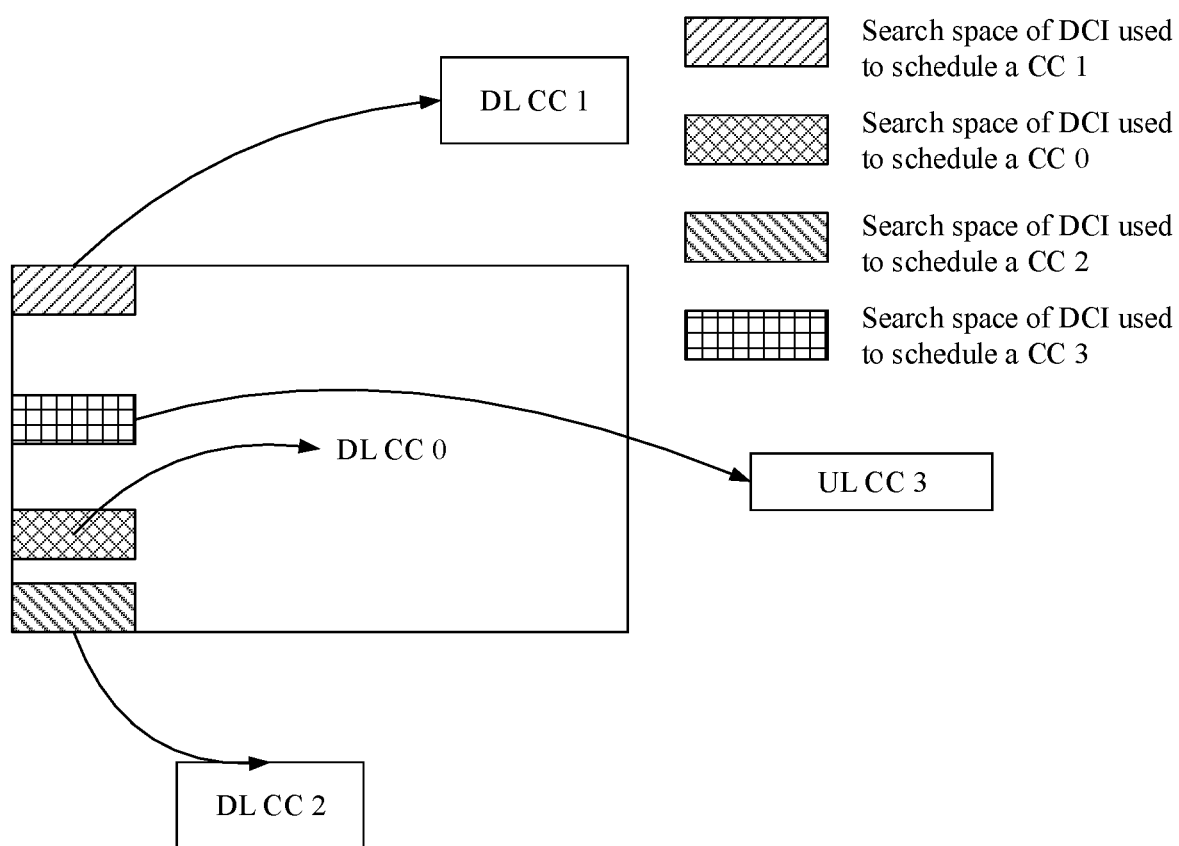 DL CC 1
Search space of DCI used
to schedule a CC 1
Search space of DCI used
to schedule a CC 0
Search space of DCI used
to schedule a CC 2
Search space of DCI used
to schedule a CC 3
DL CC 0
UL CC 3
DL CC 2